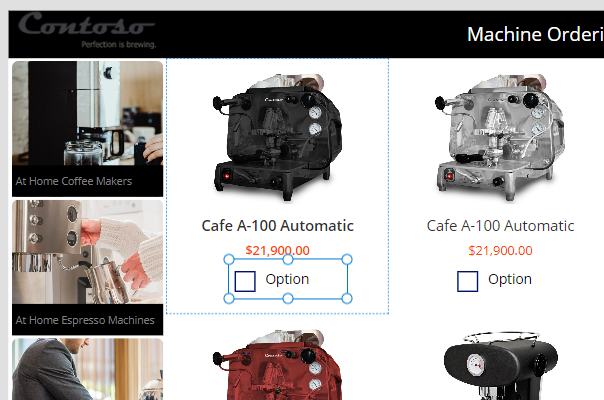 Contoso
Perfection is brewing.
Machine Orderi
At Home Coffee Makers
At Home Espresso Machines
Cafe A-100 Automatic
$21,900.00
Option
Cafe A-100 Automatic
$21,900.00
Option